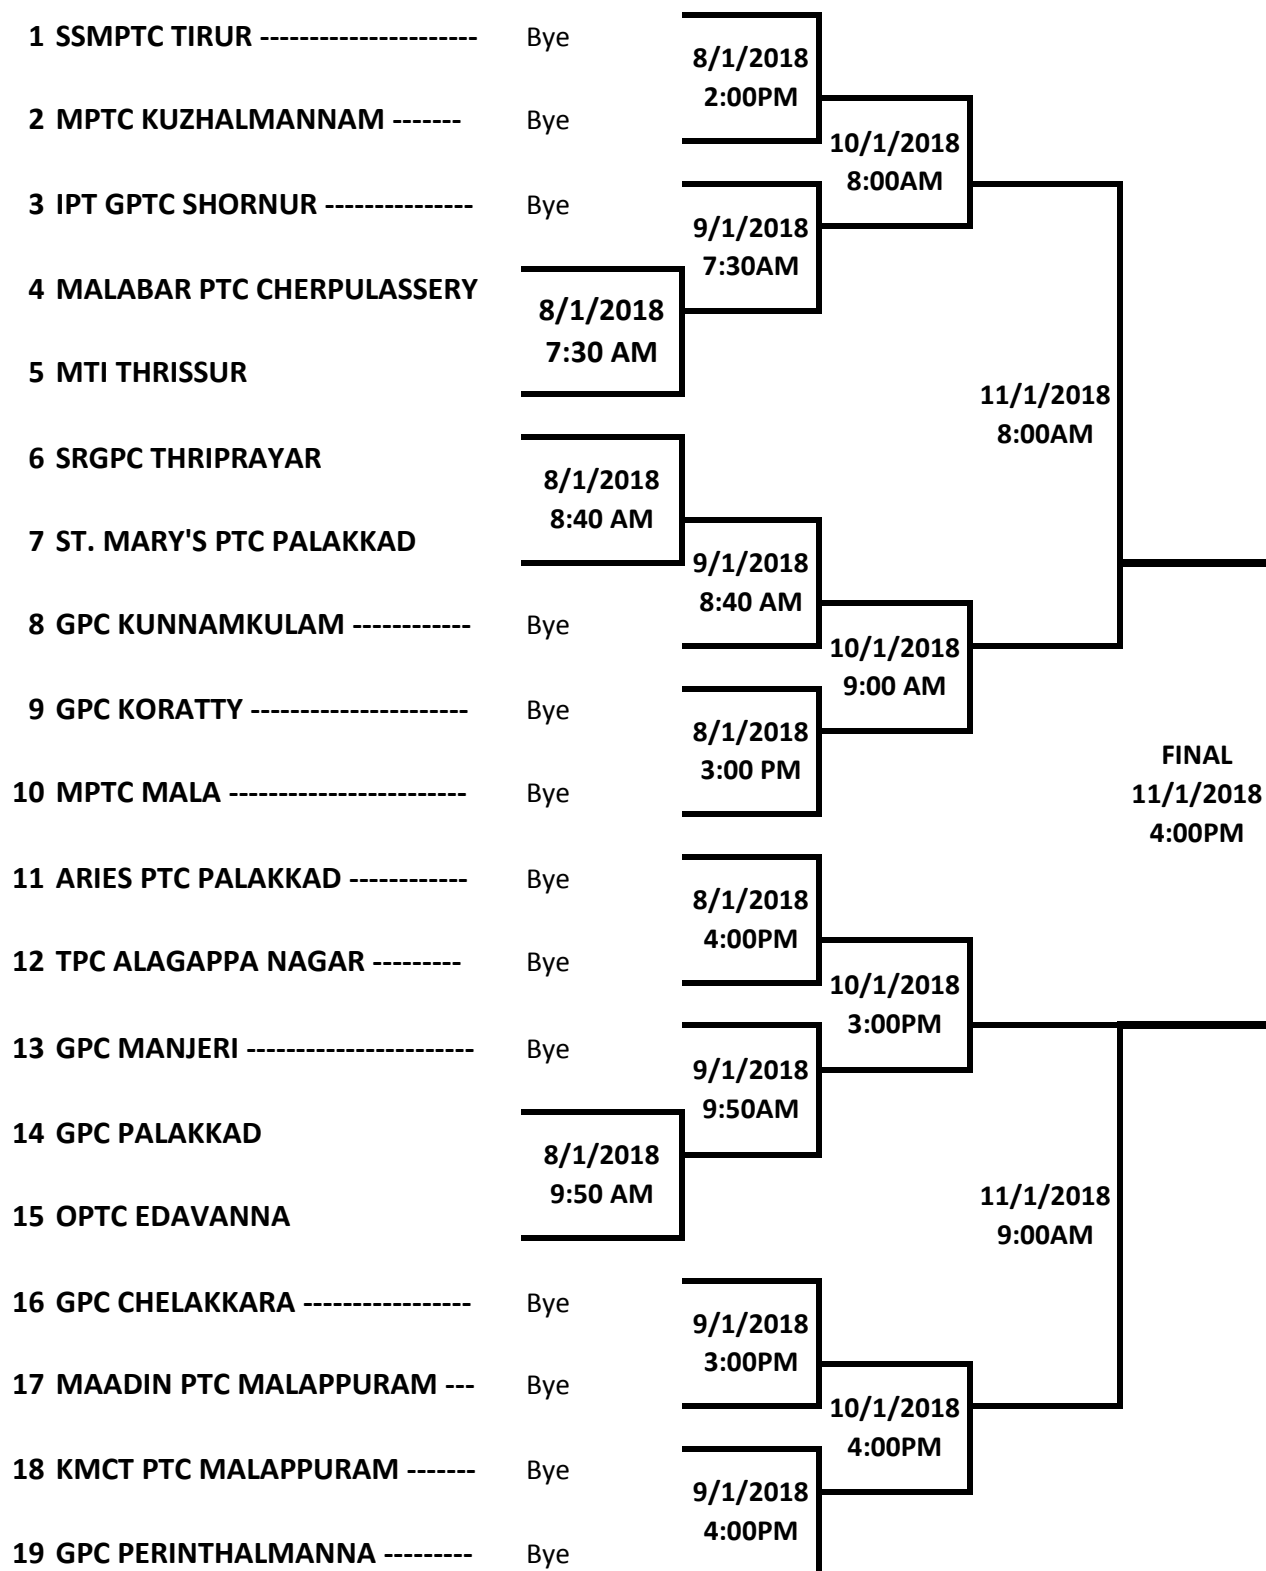 1 SSMPTC TIRUR ---------------------- Bye
8/1/2018
2:00PM
2 MPTC KUZHALMANNAM ------- Bye
10/1/2018
8:00AM
3 IPT GPTC SHORNUR --------------- Bye
9/1/2018
7:30AM
4 MALABAR PTC CHERPULASSERY
8/1/2018
7:30 AM
5 MTI THRISSUR
11/1/2018
8:00AM
6 SRGPC THRIPRAYAR
8/1/2018
8:40 AM
7 ST. MARY'S PTC PALAKKAD
9/1/2018
8:40 AM
8 GPC KUNNAMKULAM ------------ Bye
10/1/2018
9:00 AM
9 GPC KORATTY ---------------------- Bye
8/1/2018
3:00 PM
FINAL
11/1/2018
4:00PM
10 MPTC MALA ------------------------ Bye
11 ARIES PTC PALAKKAD ------------ Bye
8/1/2018
4:00PM
12 TPC ALAGAPPA NAGAR --------- Bye
10/1/2018
3:00PM
13 GPC MANJERI ----------------------- Bye
9/1/2018
9:50AM
14 GPC PALAKKAD
8/1/2018
9:50 AM
15 OPTC EDAVANNA
11/1/2018
9:00AM
16 GPC CHELAKKARA ----------------- Bye
9/1/2018
3:00PM
17 MAADIN PTC MALAPPURAM --- Bye
10/1/2018
4:00PM
18 KMCT PTC MALAPPURAM ------- Bye
9/1/2018
4:00PM
19 GPC PERINTHALMANNA --------- Bye